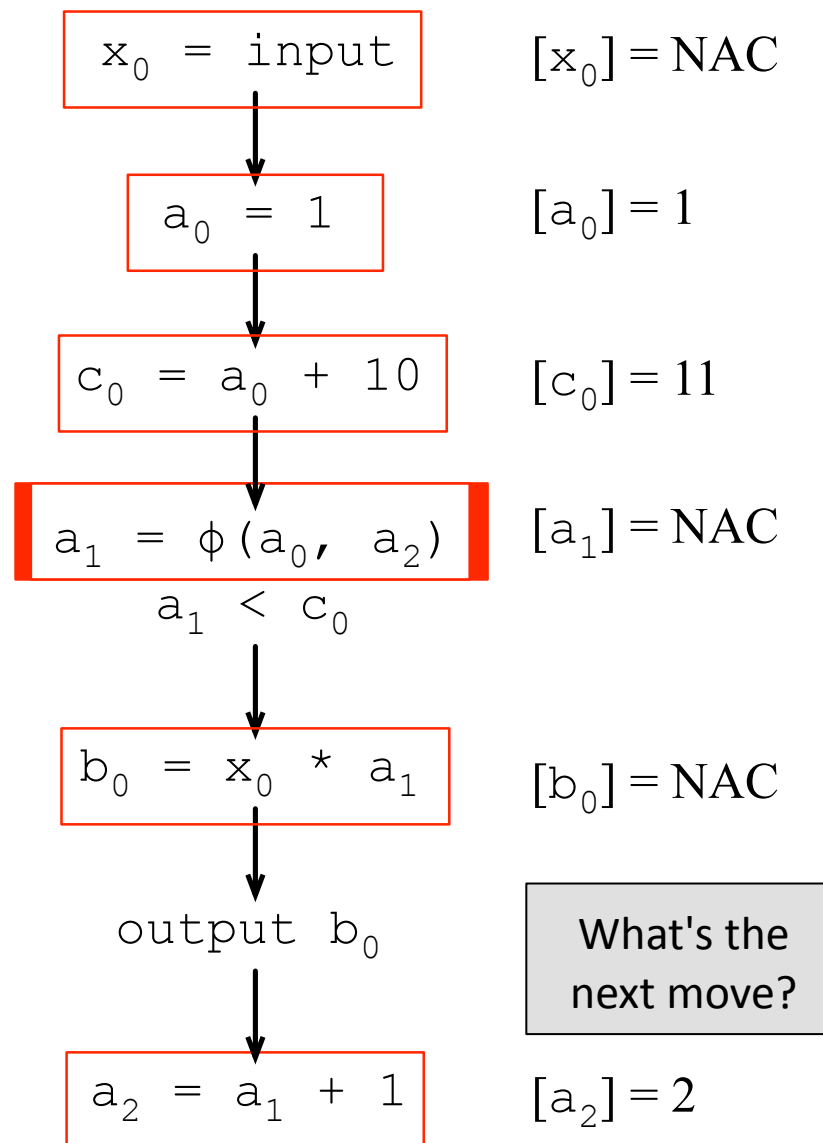 x₀ = input [x₀] = NAC
a₀ = 1 [a₀] = 1
c₀ = a₀ + 10 [c₀] = 11
a₁ = ϕ(a₀, a₂) [a₁] = NAC
a₁ < c₀
b₀ = x₀ * a₁ [b₀] = NAC
output b₀
What's the
next move?
a₂ = a₁ + 1 [a₂] = 2